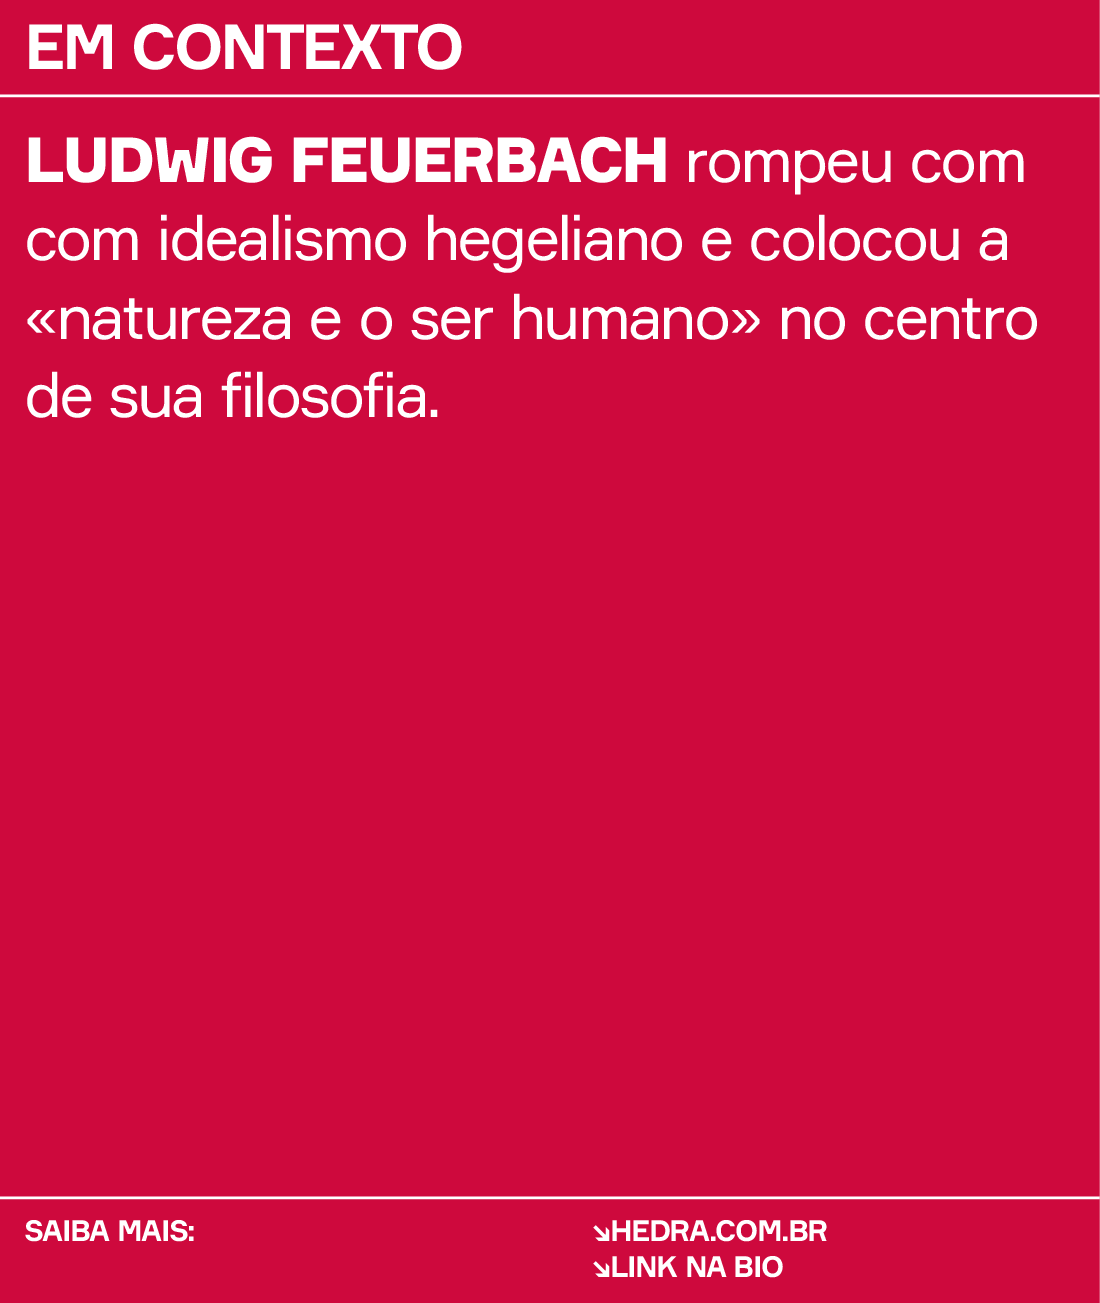 EM CONTEXTO
LUDWIG FEUERBACH rompeu com
com idealismo hegeliano e colocou a
«natureza e o ser humano» no centro
de sua filosofia.
SAIBA MAIS:
↘HEDRA.COM.BR
↘LINK NA BIO